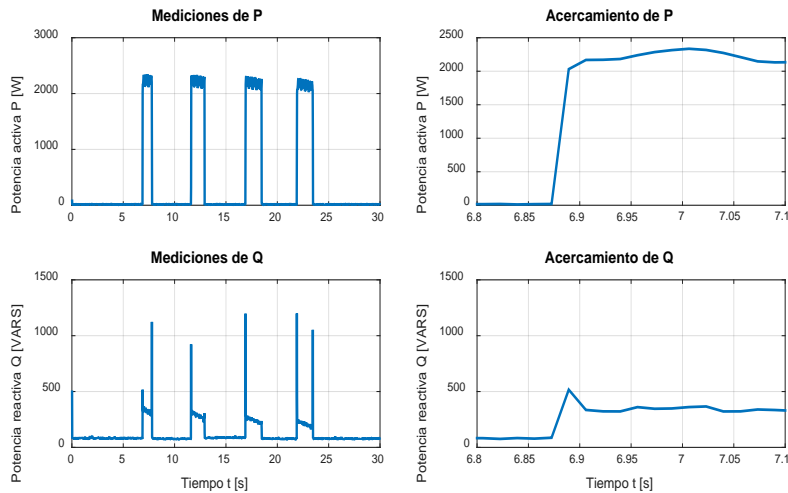 Mediciones de P
Potencia activa P [W]
3000
2000
1000
0
0 5 10 15 20 25 30
Acercamiento de P
Potencia activa P [W]
2500
2000
1500
1000
500
0
6.8 6.85 6.9 6.95 7 7.05 7.1
Mediciones de Q
Potencia reactiva Q [VARS]
1500
1000
500
0
0 5 10 15 20 25 30
Tiempo t [s]
Acercamiento de Q
Potencia reactiva Q [VARS]
1500
1000
500
0
6.8 6.85 6.9 6.95 7 7.05 7.1
Tiempo t [s]